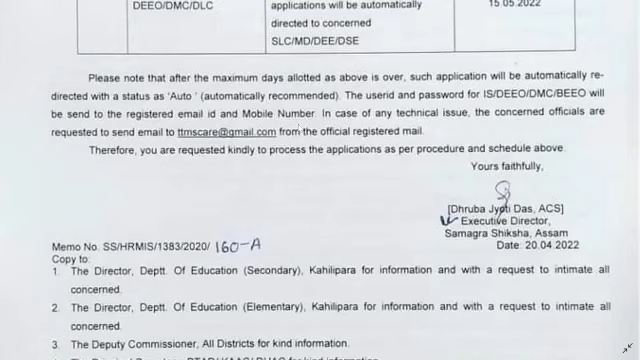 DEEO/DMC/DLC
applications will be automatically
directed to concerned
SLC/MD/DEE/DSE
15.05.2022
Please note that after the maximum days allotted as above is over, such application will be automatically re-
directed with a status as 'Auto ' (automatically recommended). The userid and password for IS/DEEO/DMC/BEEO will
be send to the registered email id and Mobile Number. In case of any technical issue, the concerned officials are
requested to send email to ttmscare@gmail.com from the official registered mail.
Therefore, you are requested kindly to process the applications as per procedure and schedule above.
Yours faithfully,
[Dhruba Jyoti Das, ACS]
Executive Director,
Samagra Shiksha, Assam
Date: 20.04.2022
Memo No. SS/HRMIS/1383/2020/ 160-A
Copy to:
1. The Director, Deptt. Of Education (Secondary), Kahilipara for information and with a request to intimate all
concerned.
2. The Director, Deptt. Of Education (Elementary), Kahilipara for information and with a request to intimate all
concerned.
3. The Deputy Commissioner, All Districts for kind information.